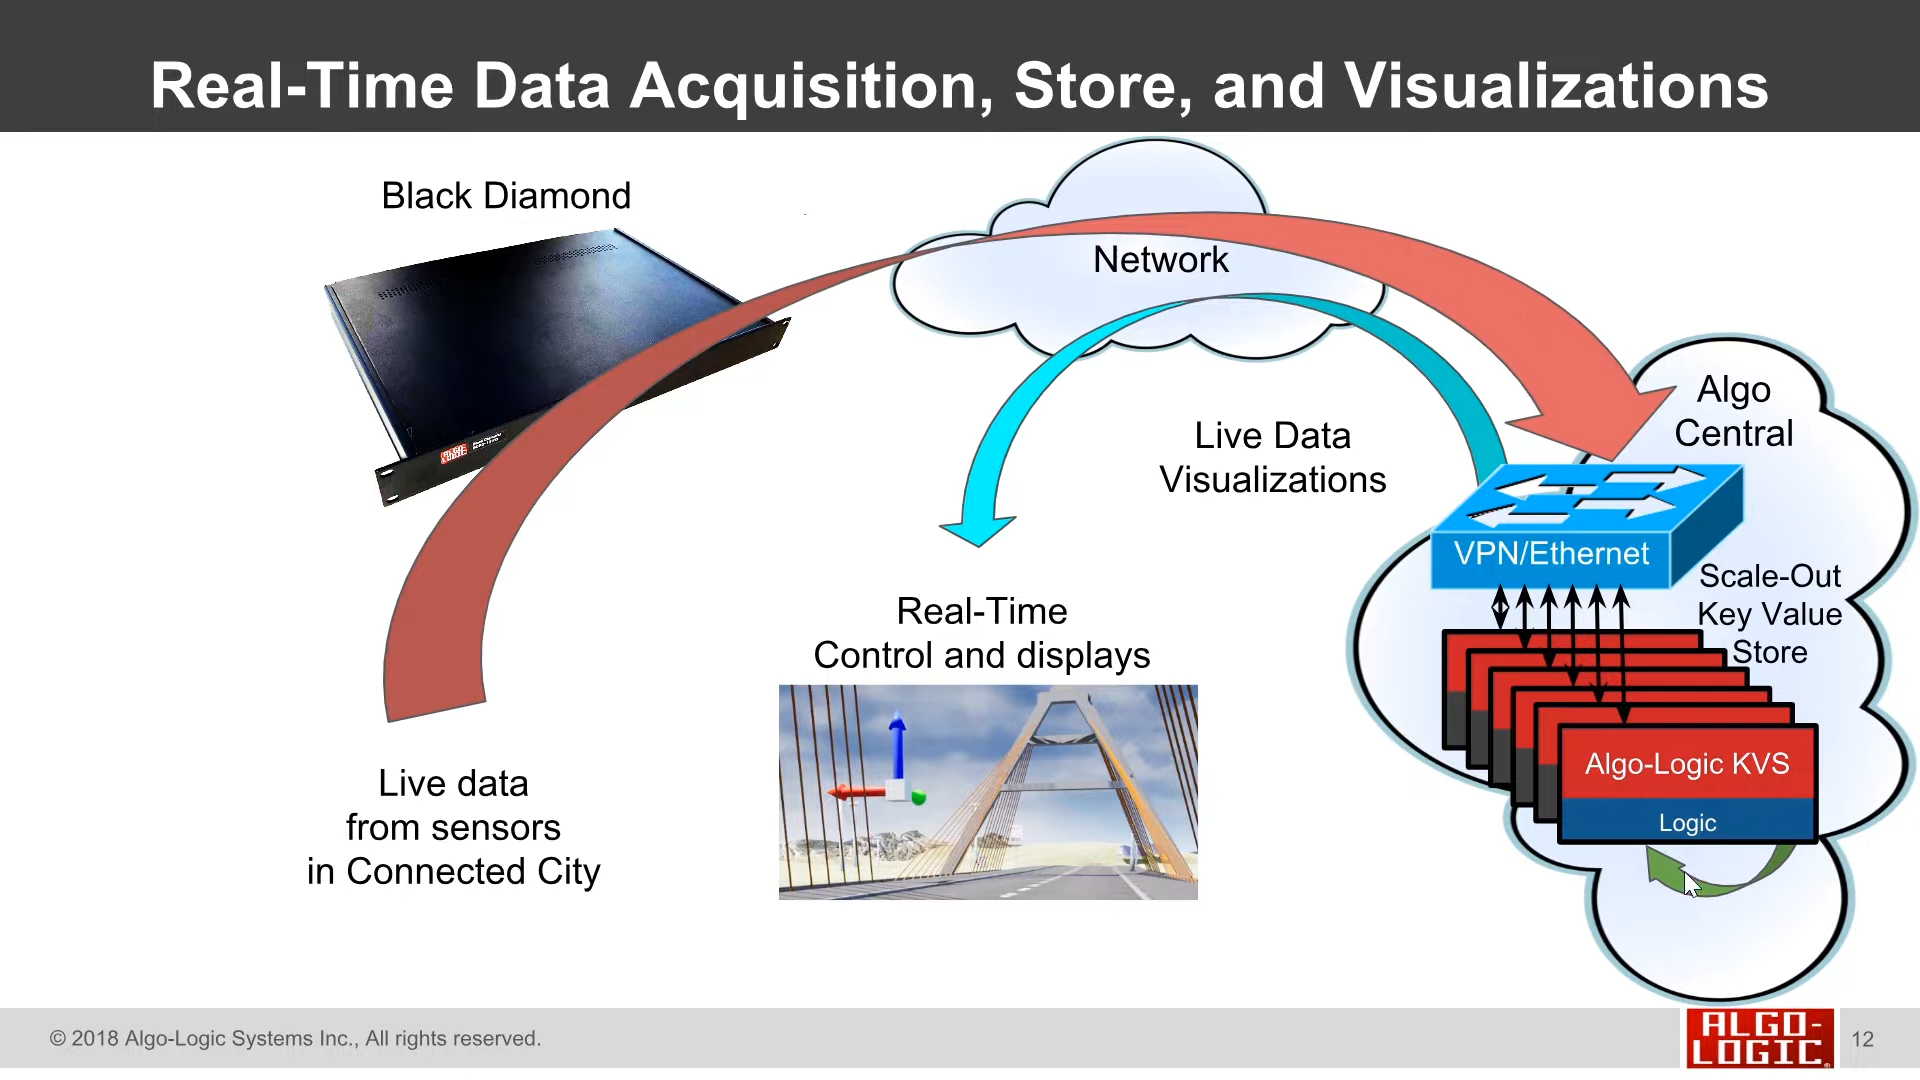 Real-Time Data Acquisition, Store, and Visualizations
Black Diamond
Network
Algo
Central
Live Data
Visualizations
VPN/Ethernet
Scale-Out
Key Value
Store
Real-Time
Control and displays
Algo-Logic KVS
Logic
Live data
from sensors
in Connected City
ALGO-
LOGIC
© 2018 Algo-Logic Systems Inc., All rights reserved.
ALGO-
LOGIC®
12